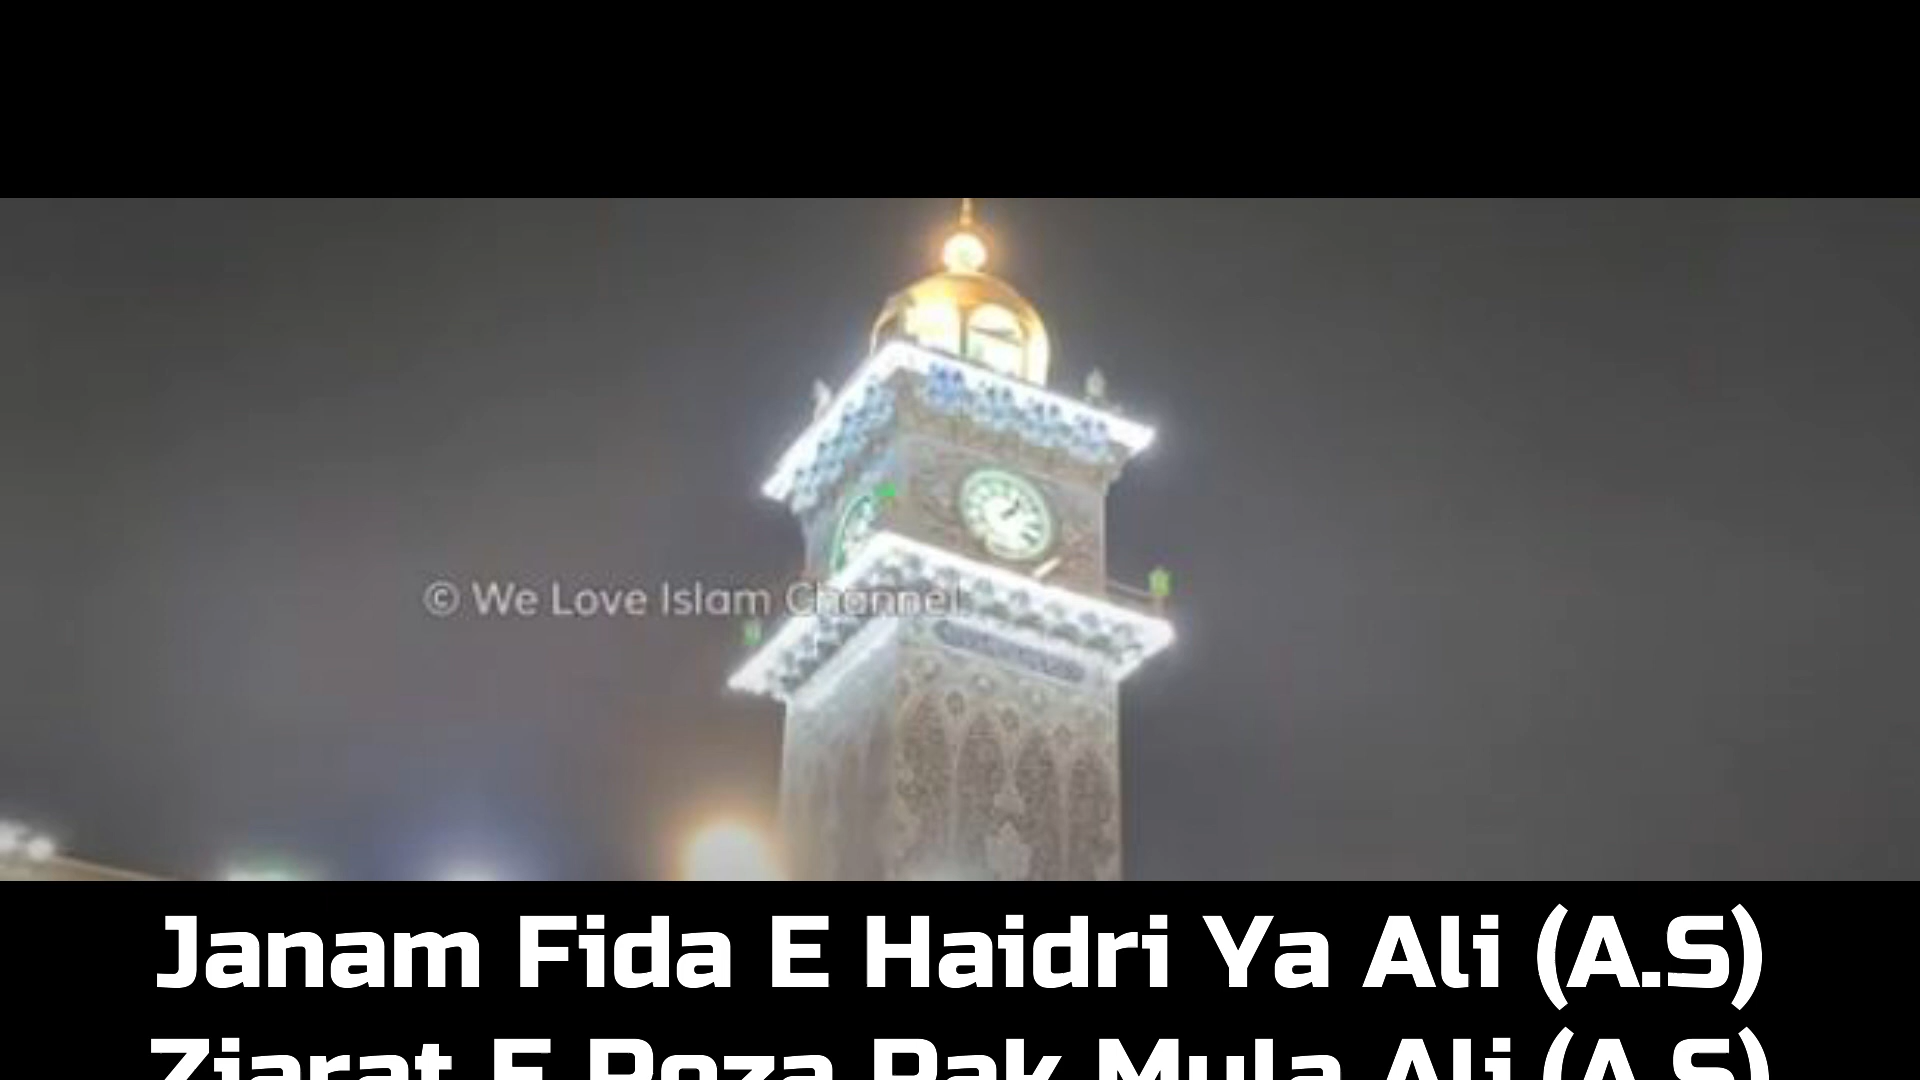 © We Love Islam Channel
Janam Fida E Haidri Ya Ali (A.S)
Ziarat E Roza Pak Mula Ali (A.S)